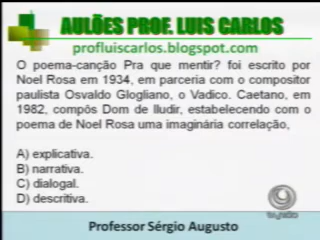 AULÕES PROF. LUIS CARLOS
profluiscarlos.blogspot.com
O poema-canção Pra que mentir? foi escrito por
Noel Rosa em 1934, em parceria com o compositor
paulista Osvaldo Glogliano, o Vadico. Caetano, em
1982, compôs Dom de Iludir, estabelecendo com o
poema de Noel Rosa uma imaginária correlação,
A) explicativa.
B) narrativa.
C) dialogal.
D) descritiva.
Professor Sérgio Augusto